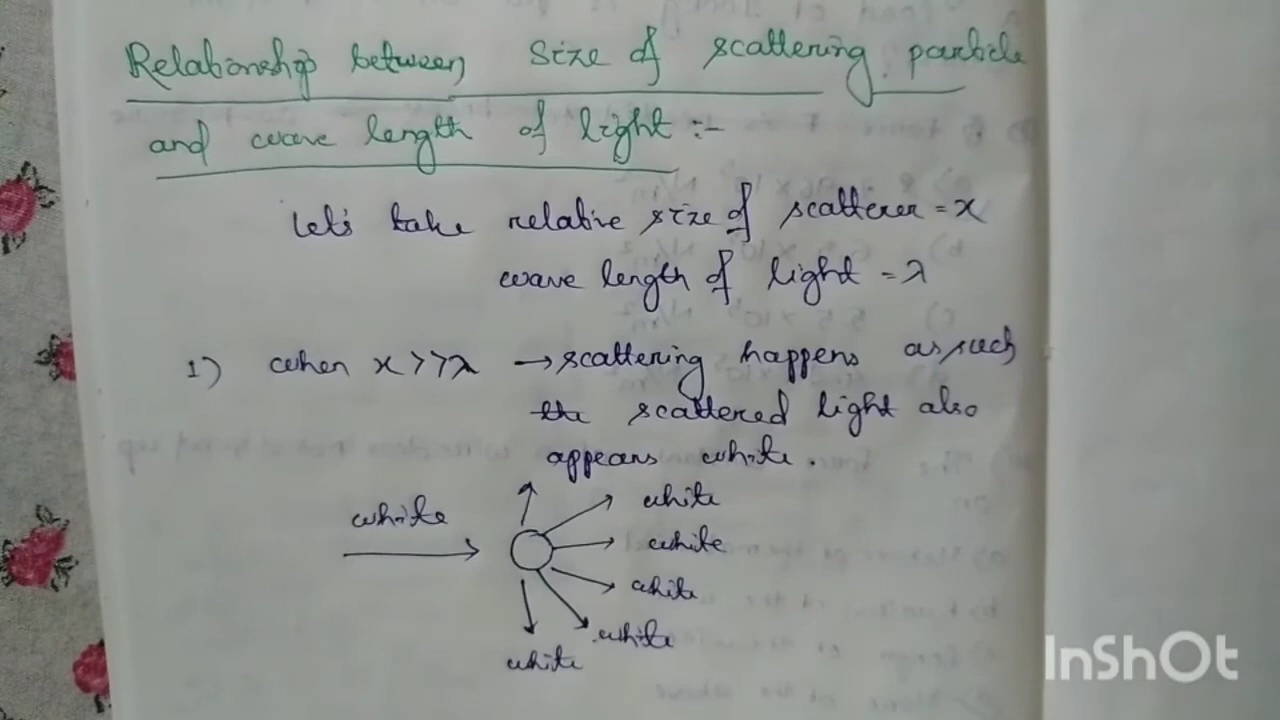 Relationship between size of scattering particle
and wave length of light :-
Let's take relative size of scatterer = x
wave length of light = λ
1) when x >> λ → scattering happens as such
the scattered light also
appears white.
white
white
white
white
white
white
InShOt